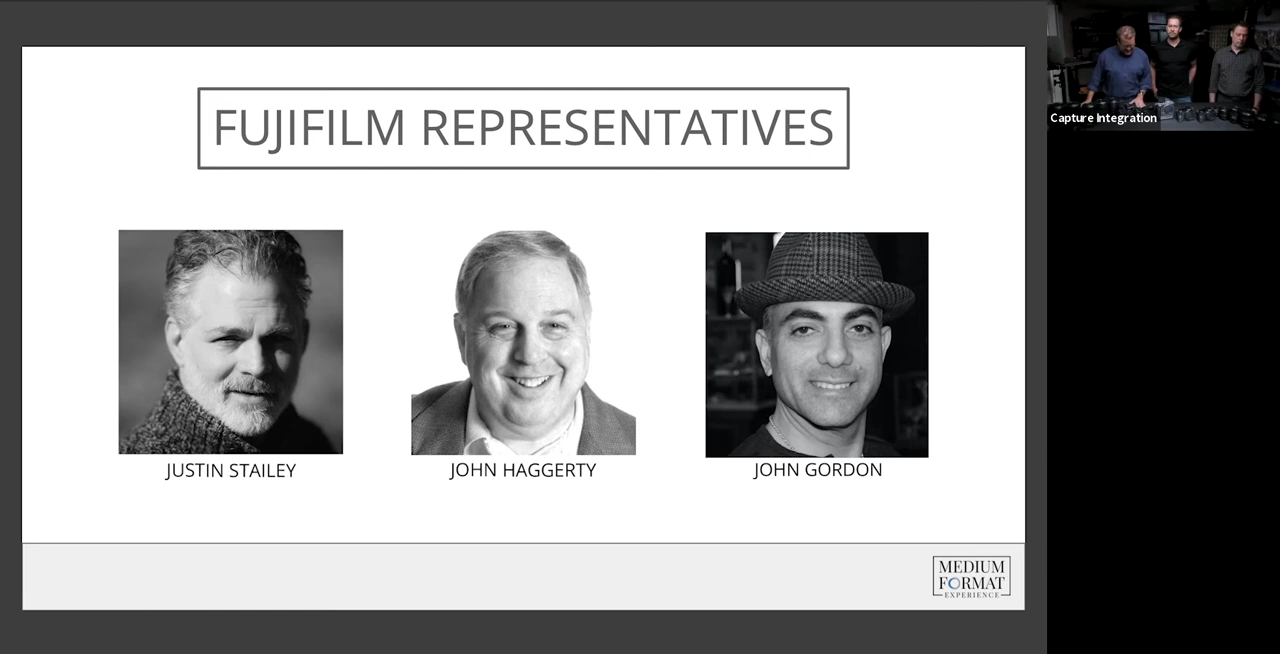 FUJIFILM REPRESENTATIVES
JUSTIN STAILEY
JOHN HAGGERTY
JOHN GORDON
MEDIUM
FORMAT
EXPERIENCE
Capture Integration